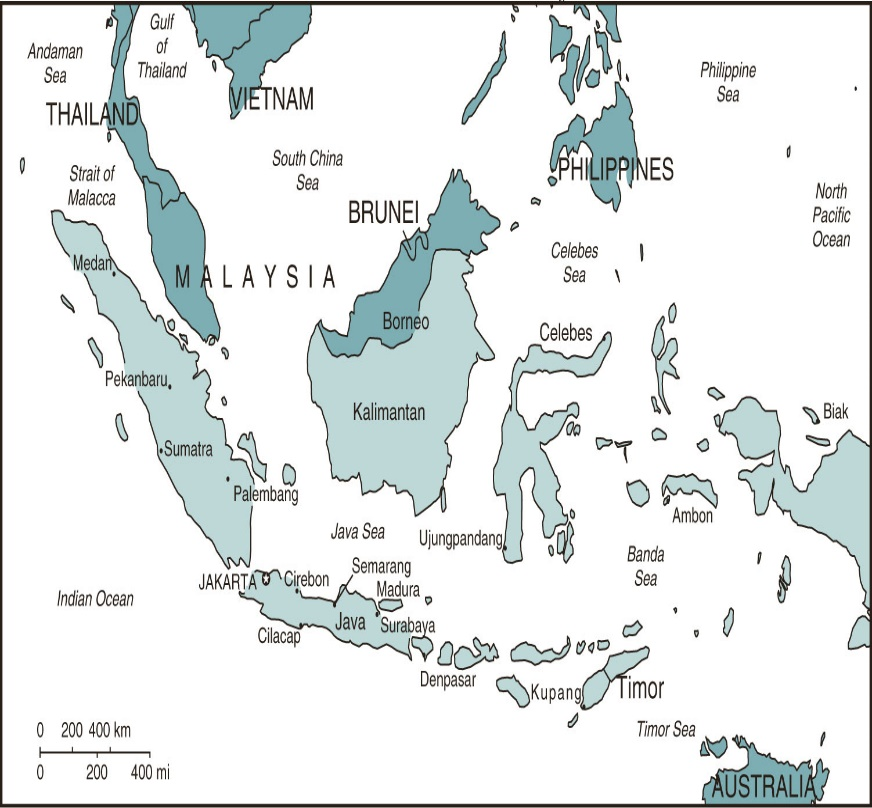 Andaman
Sea
Gulf
of
Thailand
THAILAND
VIETNAM
Philippine
Sea
Strait of
Malacca
South China
Sea
PHILIPPINES
North
Pacific
Ocean
BRUNEI
Medan
MALAYSIA
Celebes
Sea
Borneo
Celebes
Pekanbaru
Kalimantan
Biak
Sumatra
Palembang
Ambon
Java Sea
Ujungpandang
Banda
Sea
Semarang
JAKARTA
Cirebon
Madura
Indian Ocean
Java
Surabaya
Cilacap
Denpasar
Kupang
Timor
Timor Sea
0 200 400 km
0 200 400 mi
AUSTRALIA